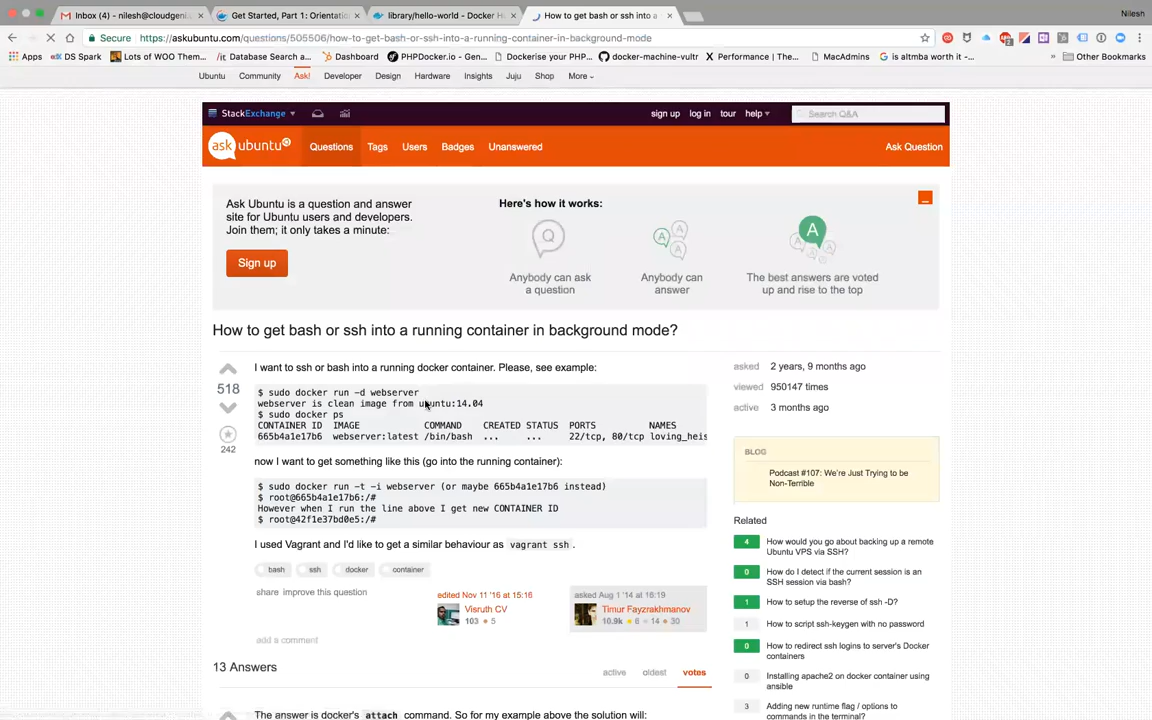 Inbox (4) - nilesh@cloudgeni...
Get Started, Part 1: Orientatio
library/hello-world - Docker H
How to get bash or ssh into a
Nilesh
Secure https://askubuntu.com/questions/505506/how-to-get-bash-or-ssh-into-a-running-container-in-background-mode
Apps DS Spark Lots of WOO Them... Database Search a... Dashboard PHPDocker.io - Gen... Dockerise your PHP... docker-machine-vultr Performance | The... MacAdmins is altmba worth it -... » Other Bookmarks
Ubuntu Community Ask! Developer Design Hardware Insights Juju Shop More
StackExchange sign up log in tour help Search Q&A
ask ubuntu Questions Tags Users Badges Unanswered Ask Question
Ask Ubuntu is a question and answer
site for Ubuntu users and developers.
Join them; it only takes a minute:
Sign up
Here's how it works:
Q
A
A
Anybody can ask
a question
Anybody can
answer
The best answers are voted
up and rise to the top
How to get bash or ssh into a running container in background mode?
518
242
I want to ssh or bash into a running docker container. Please, see example:
$ sudo docker run -d webserver
webserver is clean image from ubuntu:14.04
$ sudo docker ps
CONTAINER ID IMAGE COMMAND CREATED STATUS PORTS NAMES
665b4a1e17b6 webserver:latest /bin/bash ... ... 22/tcp, 80/tcp loving_heis
now I want to get something like this (go into the running container):
$ sudo docker run -t -i webserver (or maybe 665b4a1e17b6 instead)
$ root@665b4a1e17b6:/#
However when I run the line above I get new CONTAINER ID
$ root@42f1e37bd0e5:/#
I used Vagrant and I'd like to get a similar behaviour as vagrant ssh.
bash ssh docker container
share improve this question
edited Nov 11 '16 at 15:16
Visruth CV
103 5
asked Aug 1 '14 at 16:19
Timur Fayzrakhmanov
10.9k 6 14 30
add a comment
13 Answers
active oldest votes
The answer is docker's attach command. So for my example above the solution will:
asked 2 years, 9 months ago
viewed 950147 times
active 3 months ago
BLOG
Podcast #107: We're Just Trying to be
Non-Terrible
Related
4 How would you go about backing up a remote
Ubuntu VPS via SSH?
0 How do I detect if the current session is an
SSH session via bash?
1 How to setup the reverse of ssh -D?
1 How to script ssh-keygen with no password
0 How to redirect ssh logins to server's Docker
containers
0 Installing apache2 on docker container using
ansible
3 Adding new runtime flag / options to
commands in the terminal?